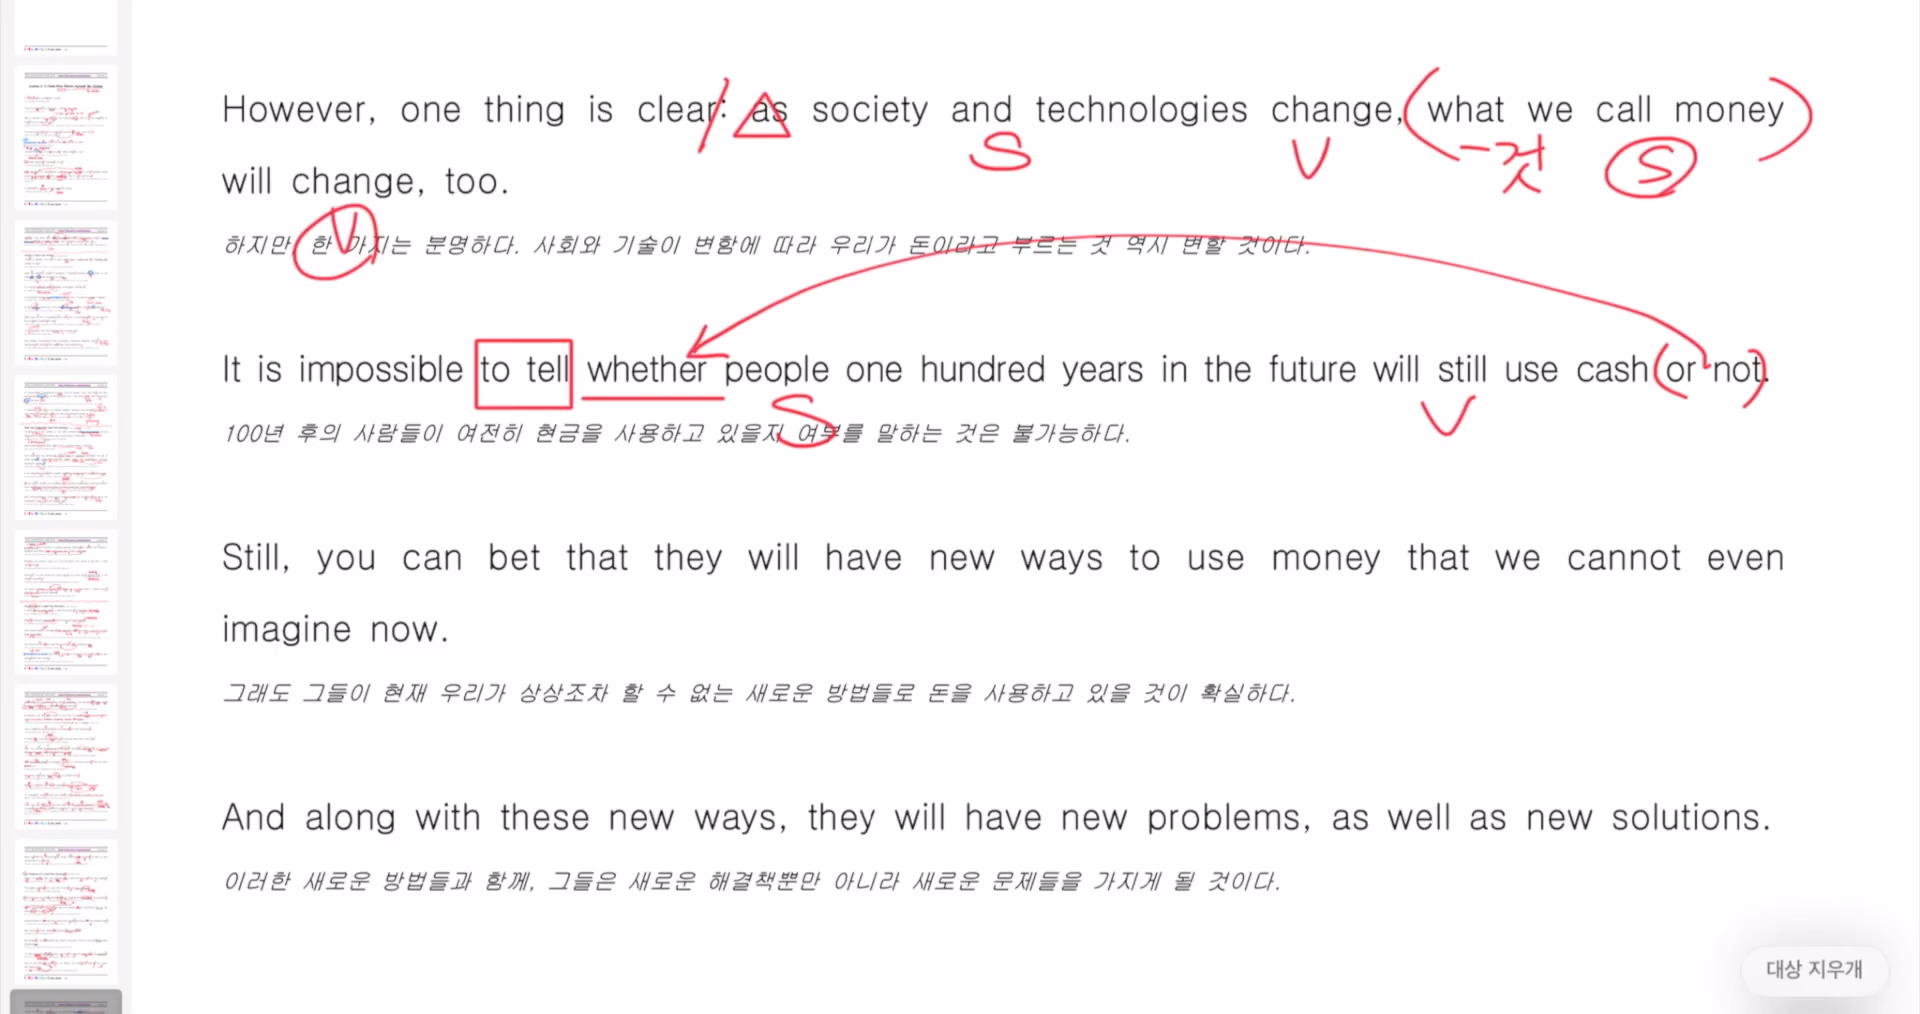 However, one thing is clear: as society and technologies change, what we call money
S V -것 S
will change, too.
V
하지만, 한 가지는 분명하다. 사회와 기술이 변함에 따라 우리가 돈이라고 부르는 것 역시 변할 것이다.
It is impossible to tell whether people one hundred years in the future will still use cash (or not).
S V
100년 후의 사람들이 여전히 현금을 사용하고 있을지 여부를 말하는 것은 불가능하다.
Still, you can bet that they will have new ways to use money that we cannot even
imagine now.
그래도 그들이 현재 우리가 상상조차 할 수 없는 새로운 방법들로 돈을 사용하고 있을 것이 확실하다.
And along with these new ways, they will have new problems, as well as new solutions.
이러한 새로운 방법들과 함께, 그들은 새로운 해결책뿐만 아니라 새로운 문제들을 가지게 될 것이다.
대상 지우개